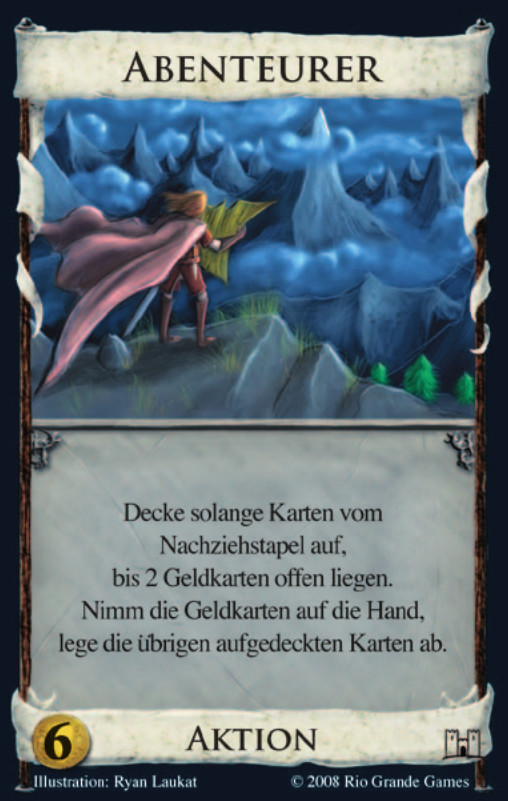 ABENTEURER
Decke solange Karten vom
Nachziehstapel auf,
bis 2 Geldkarten offen liegen.
Nimm die Geldkarten auf die Hand,
lege die übrigen aufgedeckten Karten ab.
6 AKTION
Illustration: Ryan Laukat © 2008 Rio Grande Games